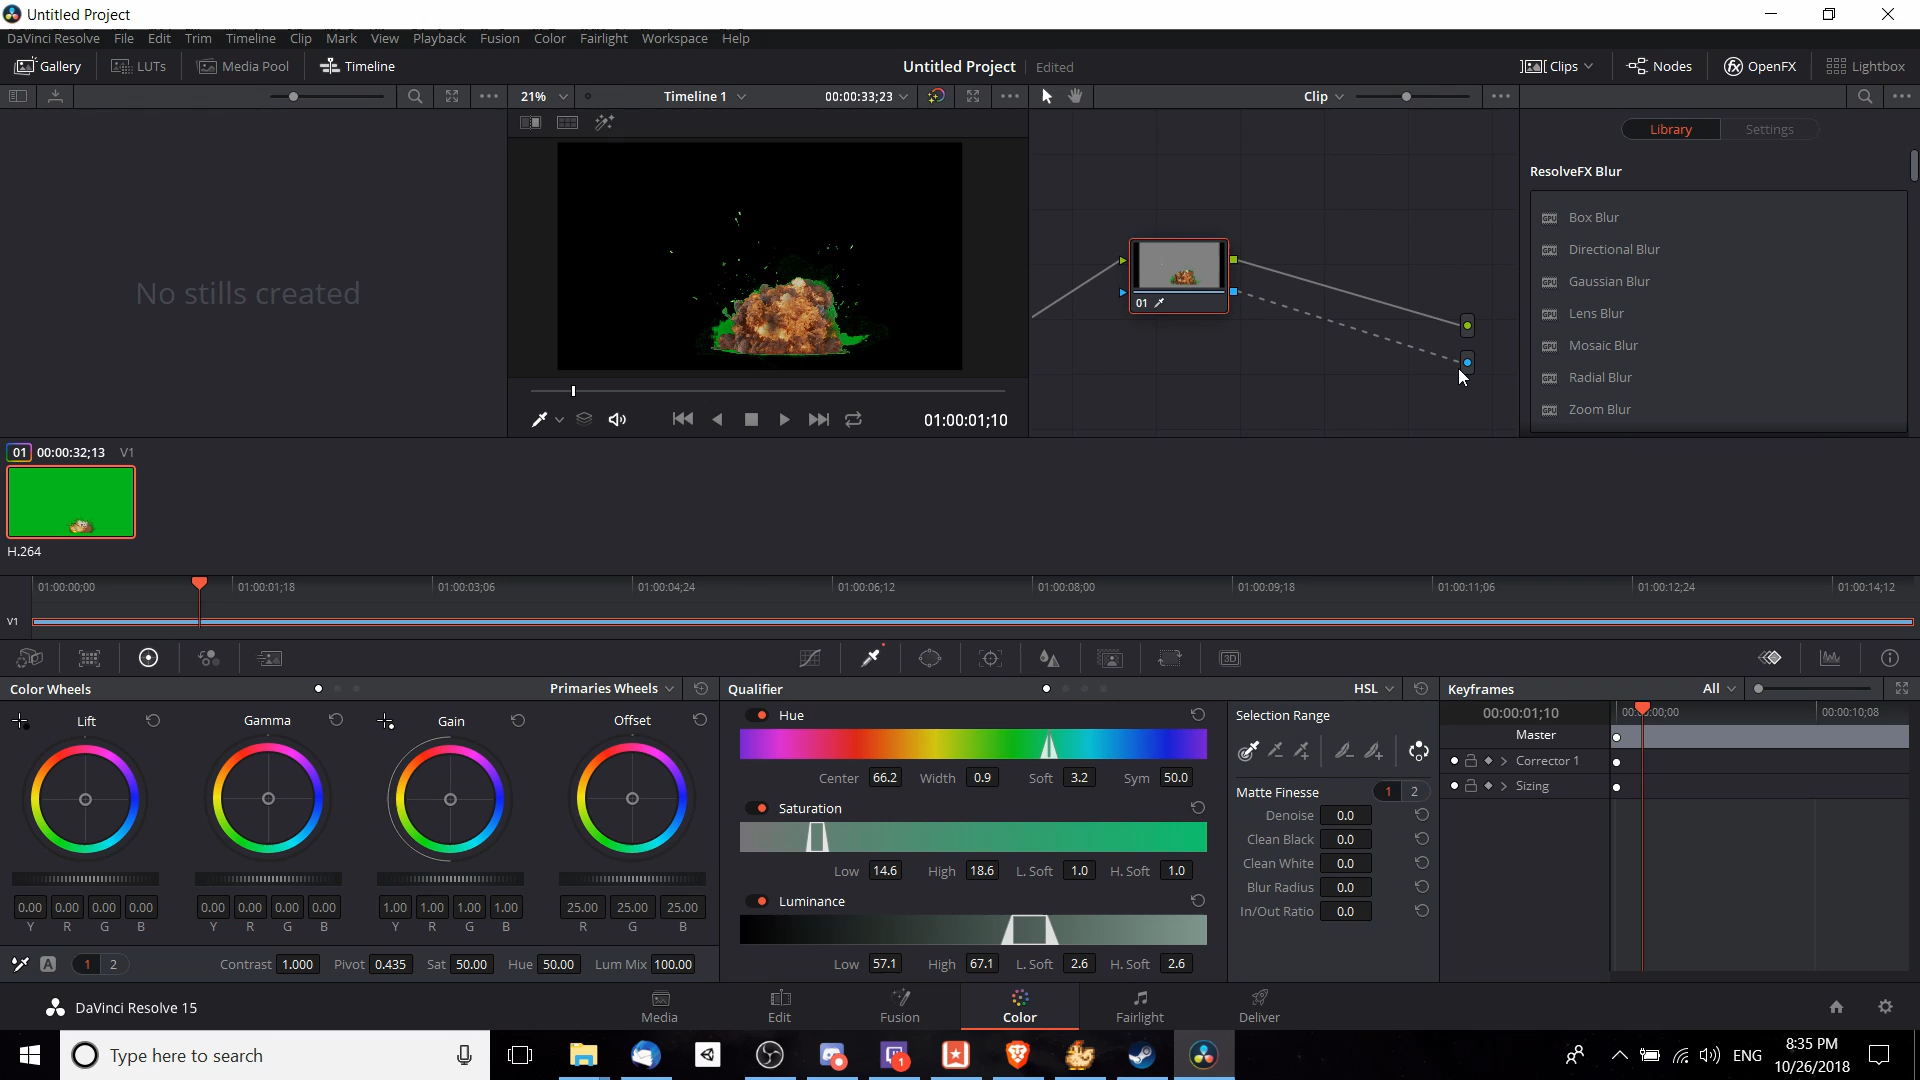 Untitled Project
DaVinci Resolve File Edit Trim Timeline Clip Mark View Playback Fusion Color Fairlight Workspace Help
Gallery LUTs Media Pool Timeline Untitled Project Edited Clips Nodes OpenFX Lightbox
21% Timeline 1 00:00:33;23 Clip
Library Settings
ResolveFX Blur
Box Blur
Directional Blur
Gaussian Blur
Lens Blur
Mosaic Blur
Radial Blur
Zoom Blur
No stills created
01
01:00:01;10
01 00:00:32;13 V1
H.264
01:00:00;00 01:00:01;18 01:00:03;06 01:00:04;24 01:00:06;12 01:00:08;00 01:00:09;18 01:00:11;06 01:00:12;24 01:00:14;12
V1
3D
Color Wheels Primaries Wheels Qualifier HSL Keyframes All
Lift Gamma Gain Offset
0.00 0.00 0.00 0.00 0.00 0.00 0.00 0.00 1.00 1.00 1.00 1.00 25.00 25.00 25.00
Y R G B Y R G B Y R G B R G B
A 1 2 Contrast 1.000 Pivot 0.435 Sat 50.00 Hue 50.00 Lum Mix 100.00
Hue
Center 66.2 Width 0.9 Soft 3.2 Sym 50.0
Saturation
Low 14.6 High 18.6 L. Soft 1.0 H. Soft 1.0
Luminance
Low 57.1 High 67.1 L. Soft 2.6 H. Soft 2.6
Selection Range
Matte Finesse 1 2
Denoise 0.0
Clean Black 0.0
Clean White 0.0
Blur Radius 0.0
In/Out Ratio 0.0
00:00:01;10 00:00:10;08
Master
Corrector 1
Sizing
DaVinci Resolve 15 Media Edit Fusion Color Fairlight Deliver
Type here to search
1
ENG
8:35 PM
10/26/2018